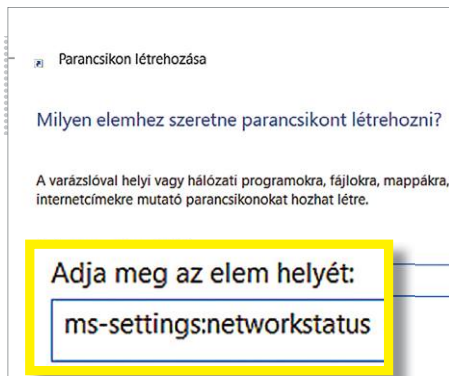 Parancsikon létrehozása
Milyen elemhez szeretne parancsikont létrehozni?
A varázslóval helyi vagy hálózati programokra, fájlokra, mappákra,
internetcímekre mutató parancsikonokat hozhat létre.
Adja meg az elem helyét:
ms-settings:networkstatus